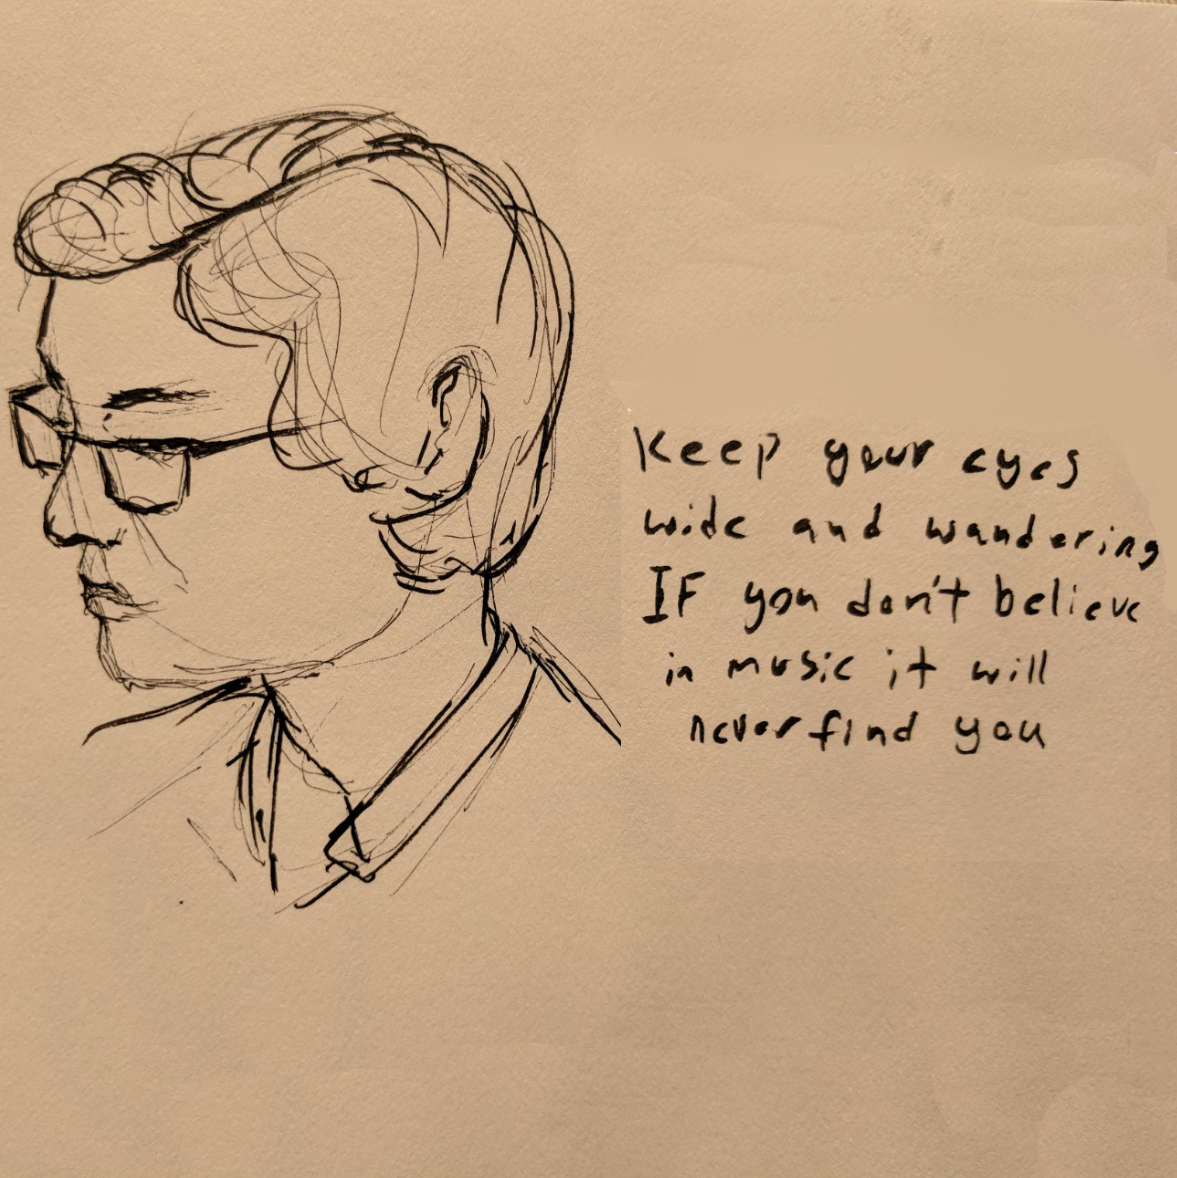 Keep your eyes
wide and wandering
IF you don't believe
in music it will
never find you